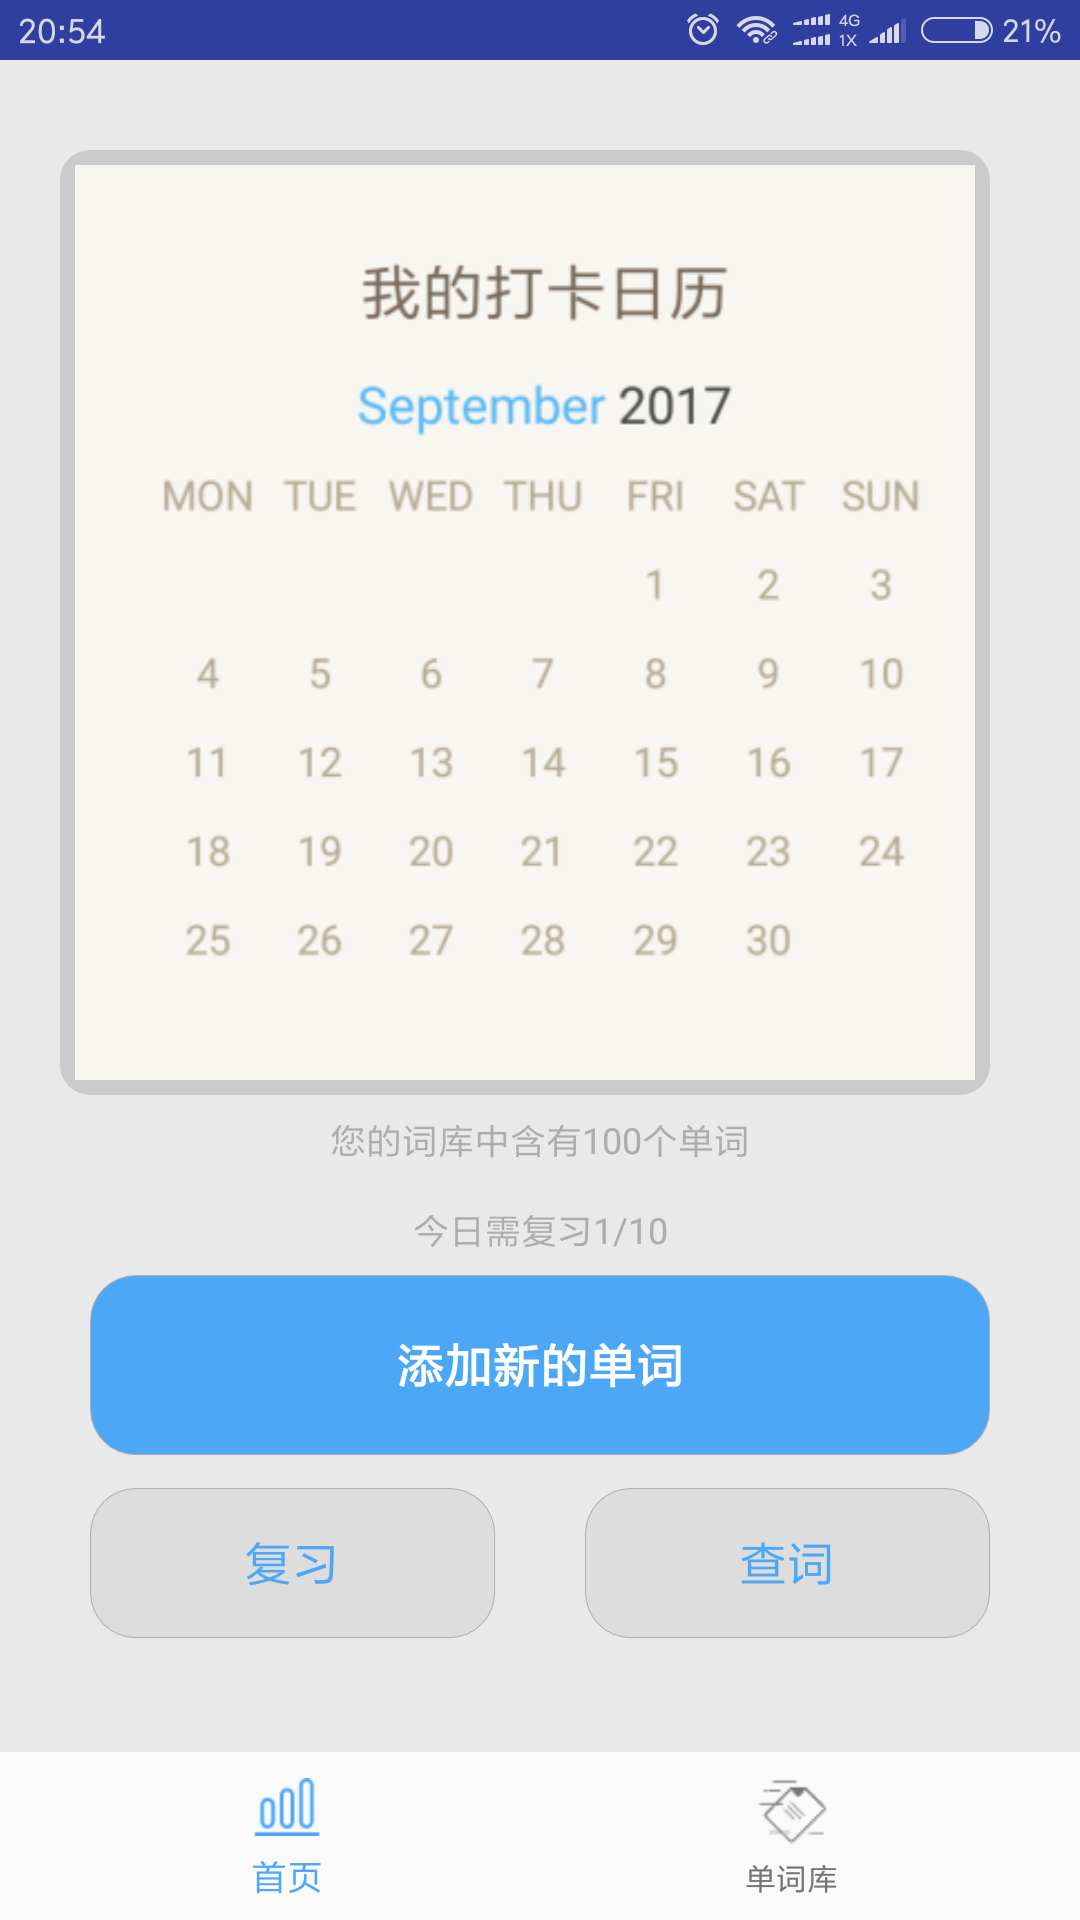 20:54 4G 1X 21%
我的打卡日历
September 2017
MON TUE WED THU FRI SAT SUN
1 2 3
4 5 6 7 8 9 10
11 12 13 14 15 16 17
18 19 20 21 22 23 24
25 26 27 28 29 30
您的词库中含有100个单词
今日需复习1/10
添加新的单词
复习 查词
首页 单词库